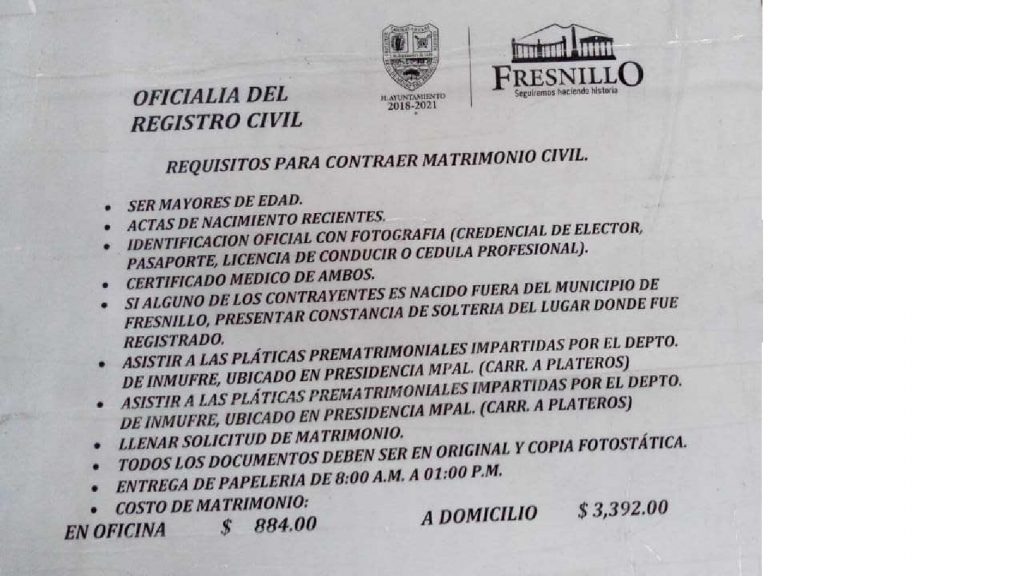 OFICIALIA DEL
REGISTRO CIVIL
H. AYUNTAMIENTO
2018-2021
FRESNILLO
Seguiremos haciendo historia
REQUISITOS PARA CONTRAER MATRIMONIO CIVIL.
• SER MAYORES DE EDAD.
• ACTAS DE NACIMIENTO RECIENTES.
• IDENTIFICACION OFICIAL CON FOTOGRAFIA (CREDENCIAL DE ELECTOR,
PASAPORTE, LICENCIA DE CONDUCIR O CEDULA PROFESIONAL).
• CERTIFICADO MEDICO DE AMBOS.
• SI ALGUNO DE LOS CONTRAYENTES ES NACIDO FUERA DEL MUNICIPIO DE
FRESNILLO, PRESENTAR CONSTANCIA DE SOLTERIA DEL LUGAR DONDE FUE
REGISTRADO.
• ASISTIR A LAS PLÁTICAS PREMATRIMONIALES IMPARTIDAS POR EL DEPTO.
DE INMUFRE, UBICADO EN PRESIDENCIA MPAL. (CARR. A PLATEROS)
• ASISTIR A LAS PLÁTICAS PREMATRIMONIALES IMPARTIDAS POR EL DEPTO.
DE INMUFRE, UBICADO EN PRESIDENCIA MPAL. (CARR. A PLATEROS)
• LLENAR SOLICITUD DE MATRIMONIO.
• TODOS LOS DOCUMENTOS DEBEN SER EN ORIGINAL Y COPIA FOTOSTÁTICA.
• ENTREGA DE PAPELERIA DE 8:00 A.M. A 01:00 P.M.
• COSTO DE MATRIMONIO:
EN OFICINA $ 884.00 A DOMICILIO $ 3,392.00